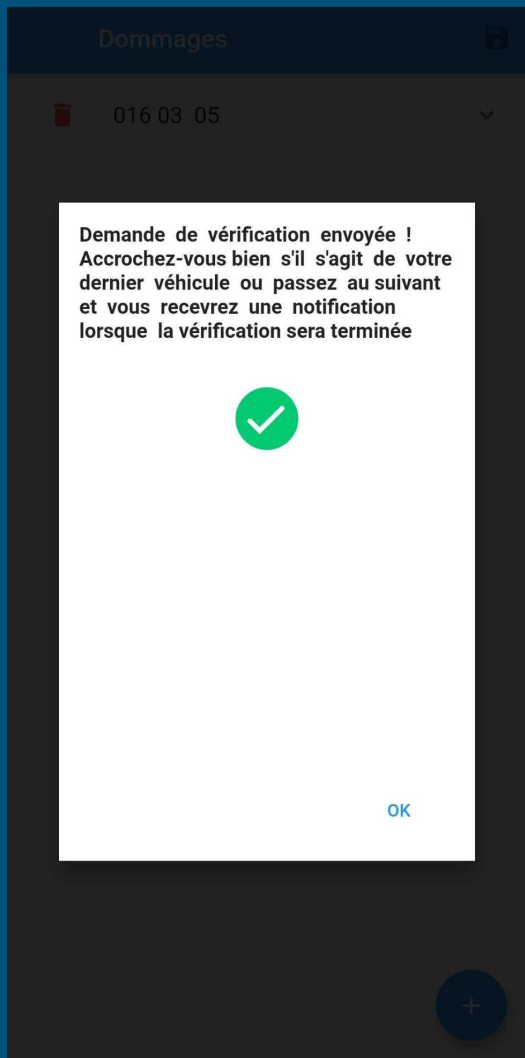 Dommages
016 03 05
Demande de vérification envoyée !
Accrochez-vous bien s'il s'agit de votre
dernier véhicule ou passez au suivant
et vous recevrez une notification
lorsque la vérification sera terminée
OK